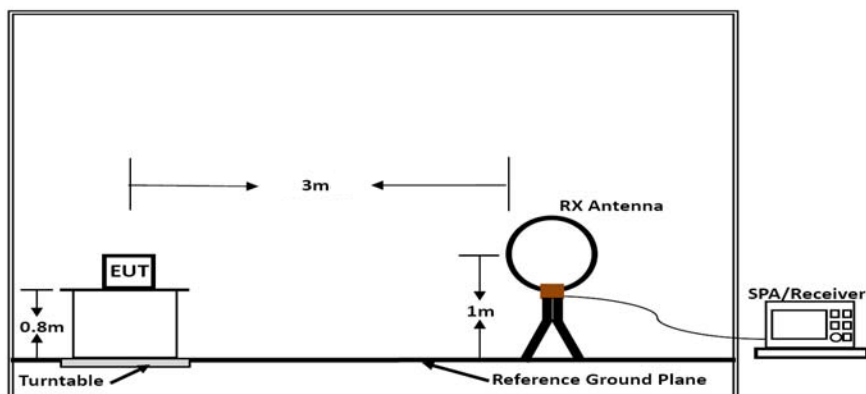 3m
RX Antenna
EUT
SPA/Receiver
0.8m
1m
Turntable
Reference Ground Plane